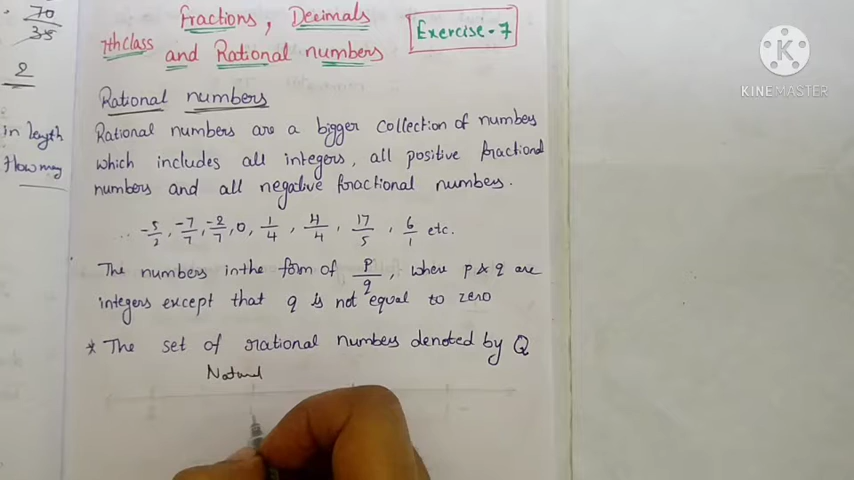 70
35
2
in length
Fractions, Decimals
7th class and Rational numbers
Exercise-7
Rational numbers
Rational numbers are a bigger collection of numbers
which includes all integers, all positive fractional
numbers and all negative fractional numbers.
.. -5/2, -7/7, -2/7, 0, 1/4, 4/4, 17/5, 6/1 etc.
The numbers in the form of p/q, where p & q are
integers except that q is not equal to zero
* The set of rational numbers denoted by Q
Natural
K
KINEMASTER